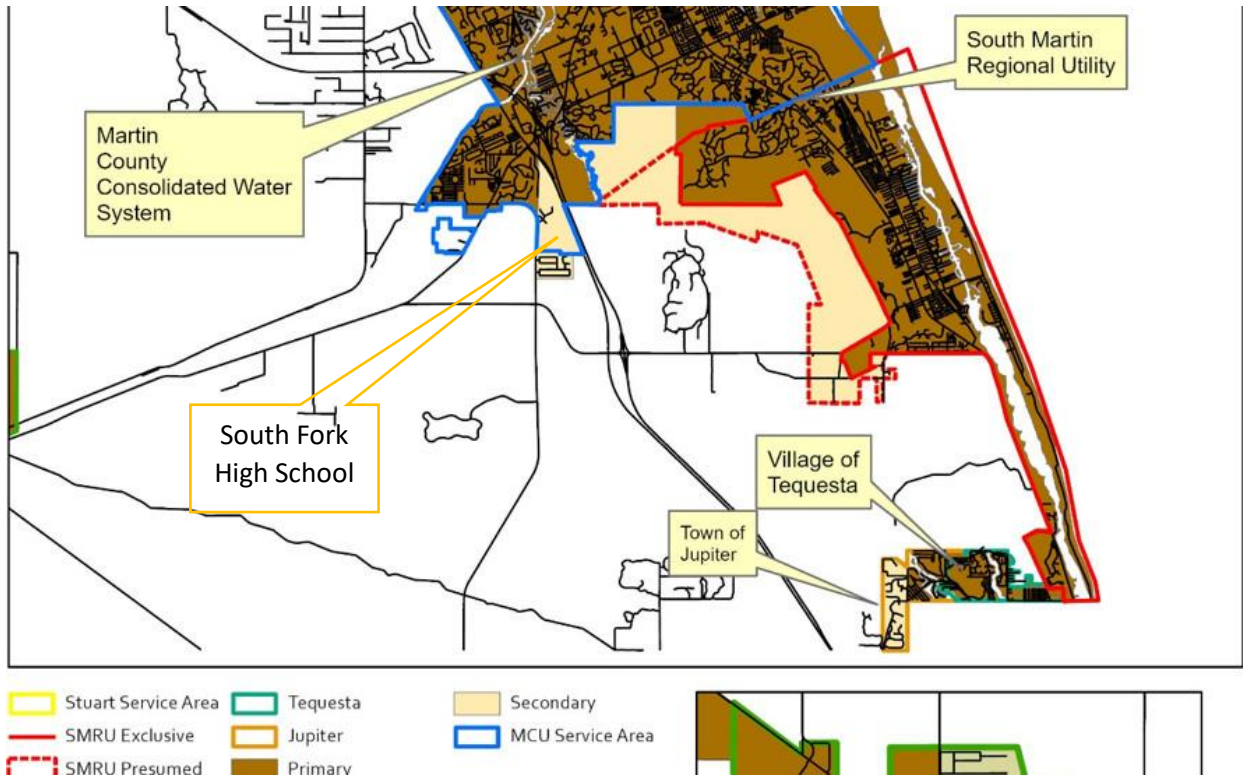 South Martin
Regional Utility
Martin
County
Consolidated Water
System
South Fork
High School
Village of
Tequesta
Town of
Jupiter
Stuart Service Area
Tequesta
Secondary
SMRU Exclusive
Jupiter
MCU Service Area
SMRU Presumed
Primary